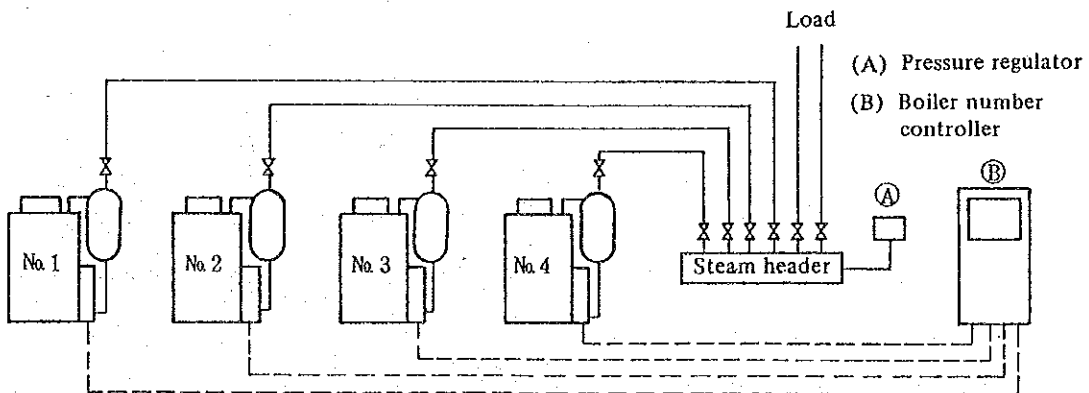 Load
(A) Pressure regulator
(B) Boiler number
controller
Ⓐ
Ⓑ
№ 1
№ 2
№ 3
№ 4
Steam header